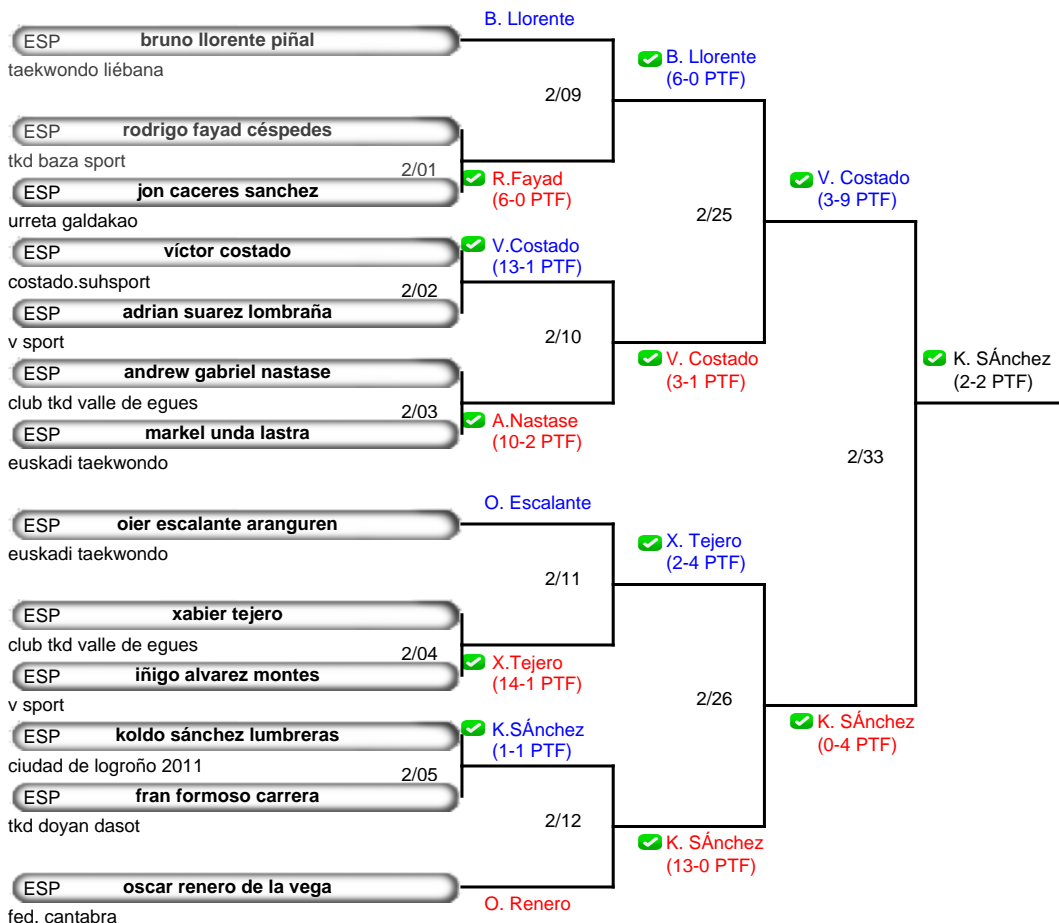 B. Llorente
ESP bruno llorente piñal
taekwondo liébana
B. Llorente
(6-0 PTF)
2/09
ESP rodrigo fayad céspedes
tkd baza sport
2/01
R.Fayad
(6-0 PTF)
ESP jon caceres sanchez
urreta galdakao
V. Costado
(3-9 PTF)
2/25
ESP víctor costado
costado.suhsport
V.Costado
(13-1 PTF)
2/02
ESP adrian suarez lombraña
v sport
2/10
V. Costado
(3-1 PTF)
ESP andrew gabriel nastase
club tkd valle de egues
2/03
A.Nastase
(10-2 PTF)
ESP markel unda lastra
euskadi taekwondo
K. SÁnchez
(2-2 PTF)
2/33
O. Escalante
ESP oier escalante aranguren
euskadi taekwondo
X. Tejero
(2-4 PTF)
2/11
ESP xabier tejero
club tkd valle de egues
2/04
X.Tejero
(14-1 PTF)
ESP iñigo alvarez montes
v sport
2/26
K. SÁnchez
(0-4 PTF)
ESP koldo sánchez lumbreras
ciudad de logroño 2011
K.SÁnchez
(1-1 PTF)
2/05
ESP fran formoso carrera
tkd doyan dasot
2/12
K. SÁnchez
(13-0 PTF)
ESP oscar renero de la vega
fed. cantabra
O. Renero